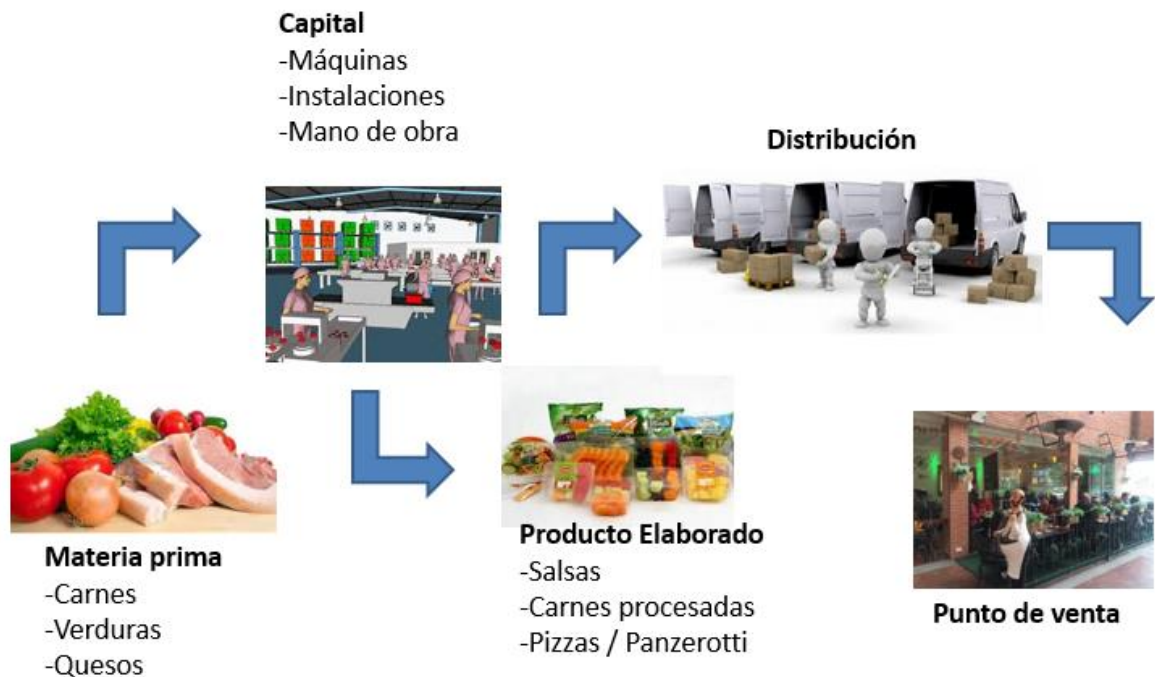 Capital
-Máquinas
-Instalaciones
-Mano de obra
Distribución
Materia prima
-Carnes
-Verduras
-Quesos
Producto Elaborado
-Salsas
-Carnes procesadas
-Pizzas / Panzerotti
Punto de venta